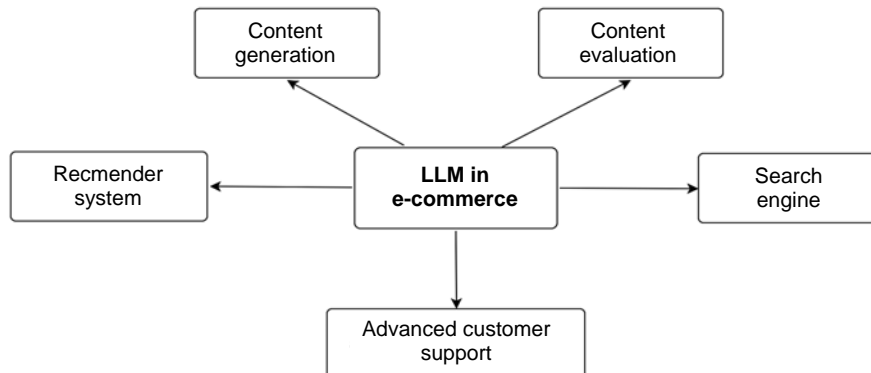 Content
generation
Content
evaluation
Recmender
system
LLM in
e-commerce
Search
engine
Advanced customer
support